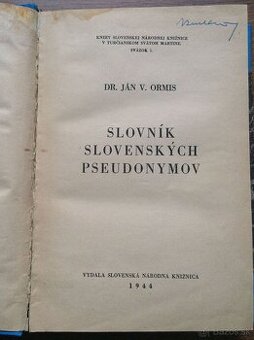 KNIHY SLOVENSKEJ NÁRODNEJ KNIŽNICE
V TURČIANSKOM SVÄTOM MARTINE
SVÄZOK 1.
DR. JÁN V. ORMIS
SLOVNÍK
SLOVENSKÝCH
PSEUDONYMOV
VYDALA SLOVENSKÁ NÁRODNÁ KNIŽNICA
1944